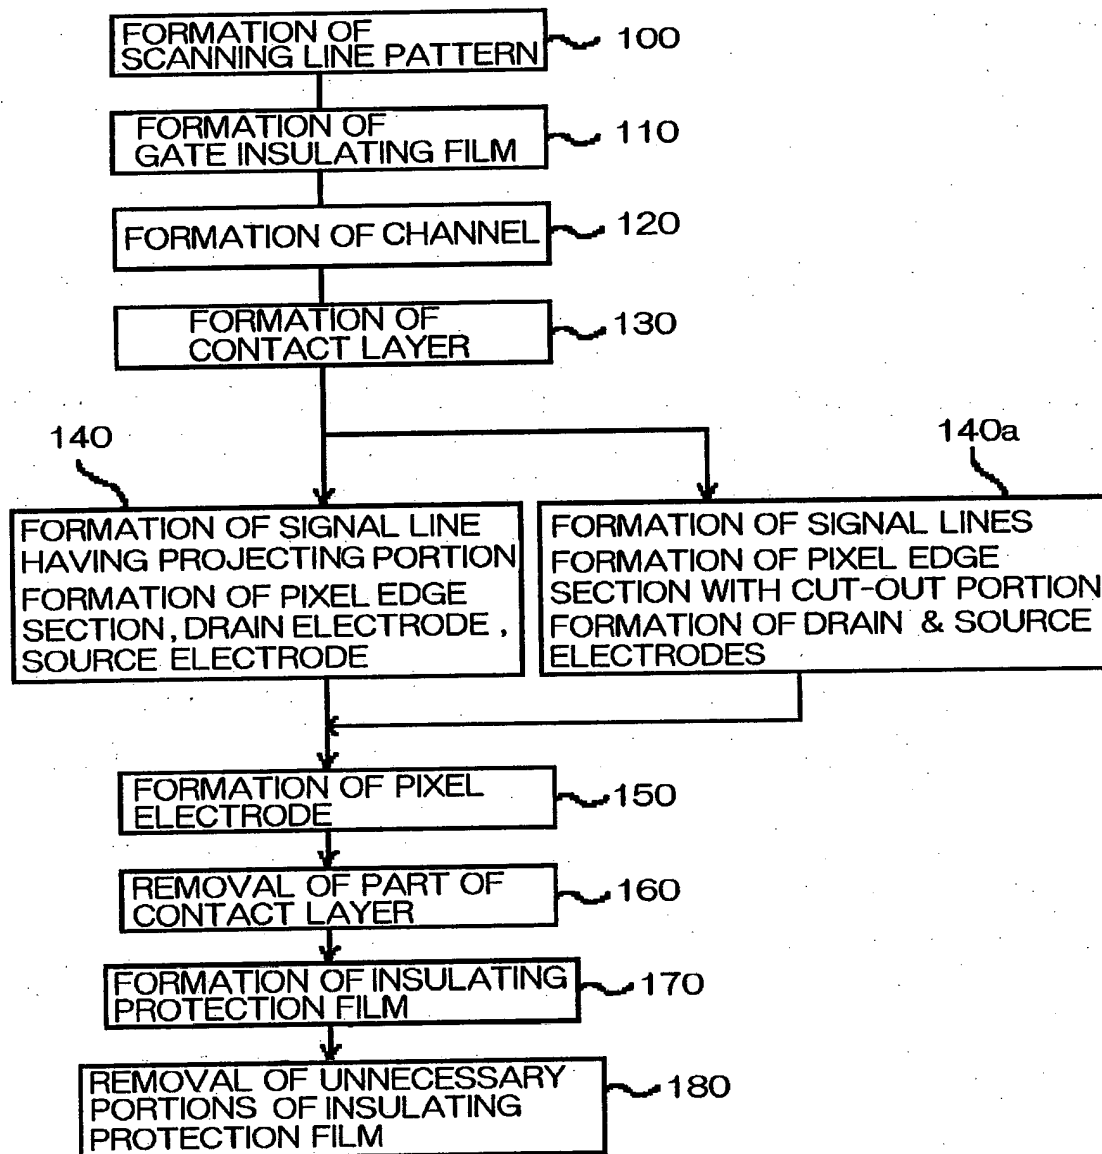 FORMATION OF
SCANNING LINE PATTERN
100
FORMATION OF
GATE INSULATING FILM
110
FORMATION OF CHANNEL
120
FORMATION OF
CONTACT LAYER
130
140
140a
FORMATION OF SIGNAL LINE
HAVING PROJECTING PORTION
FORMATION OF PIXEL EDGE
SECTION, DRAIN ELECTRODE,
SOURCE ELECTRODE
FORMATION OF SIGNAL LINES
FORMATION OF PIXEL EDGE
SECTION WITH CUT-OUT PORTION
FORMATION OF DRAIN & SOURCE
ELECTRODES
FORMATION OF PIXEL
ELECTRODE
150
REMOVAL OF PART OF
CONTACT LAYER
160
FORMATION OF INSULATING
PROTECTION FILM
170
REMOVAL OF UNNECESSARY
PORTIONS OF INSULATING
PROTECTION FILM
180